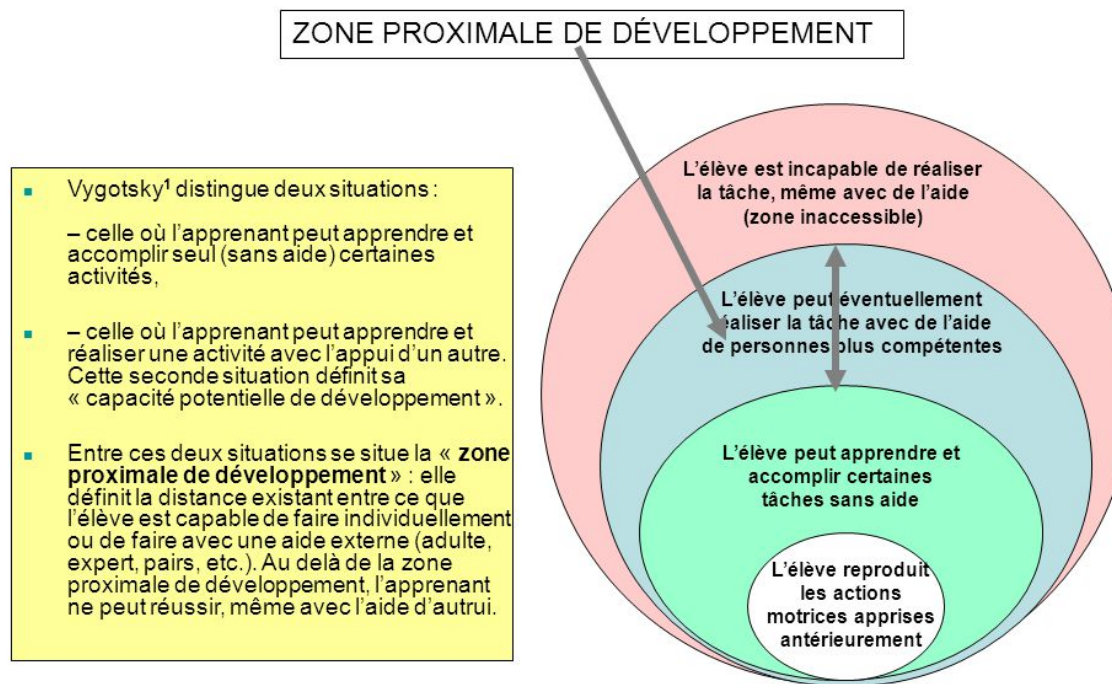 ZONE PROXIMALE DE DÉVELOPPEMENT
Vygotsky¹ distingue deux situations :
– celle où l’apprenant peut apprendre et
accomplir seul (sans aide) certaines
activités,
– celle où l’apprenant peut apprendre et
réaliser une activité avec l’appui d’un autre.
Cette seconde situation définit sa
« capacité potentielle de développement ».
Entre ces deux situations se situe la « zone
proximale de développement » : elle
définit la distance existant entre ce que
l’élève est capable de faire individuellement
ou de faire avec une aide externe (adulte,
expert, pairs, etc.). Au delà de la zone
proximale de développement, l’apprenant
ne peut réussir, même avec l’aide d’autrui.
L’élève est incapable de réaliser
la tâche, même avec de l’aide
(zone inaccessible)
L’élève peut éventuellement
réaliser la tâche avec de l’aide
de personnes plus compétentes
L’élève peut apprendre et
accomplir certaines
tâches sans aide
L’élève reproduit
les actions
motrices apprises
antérieurement